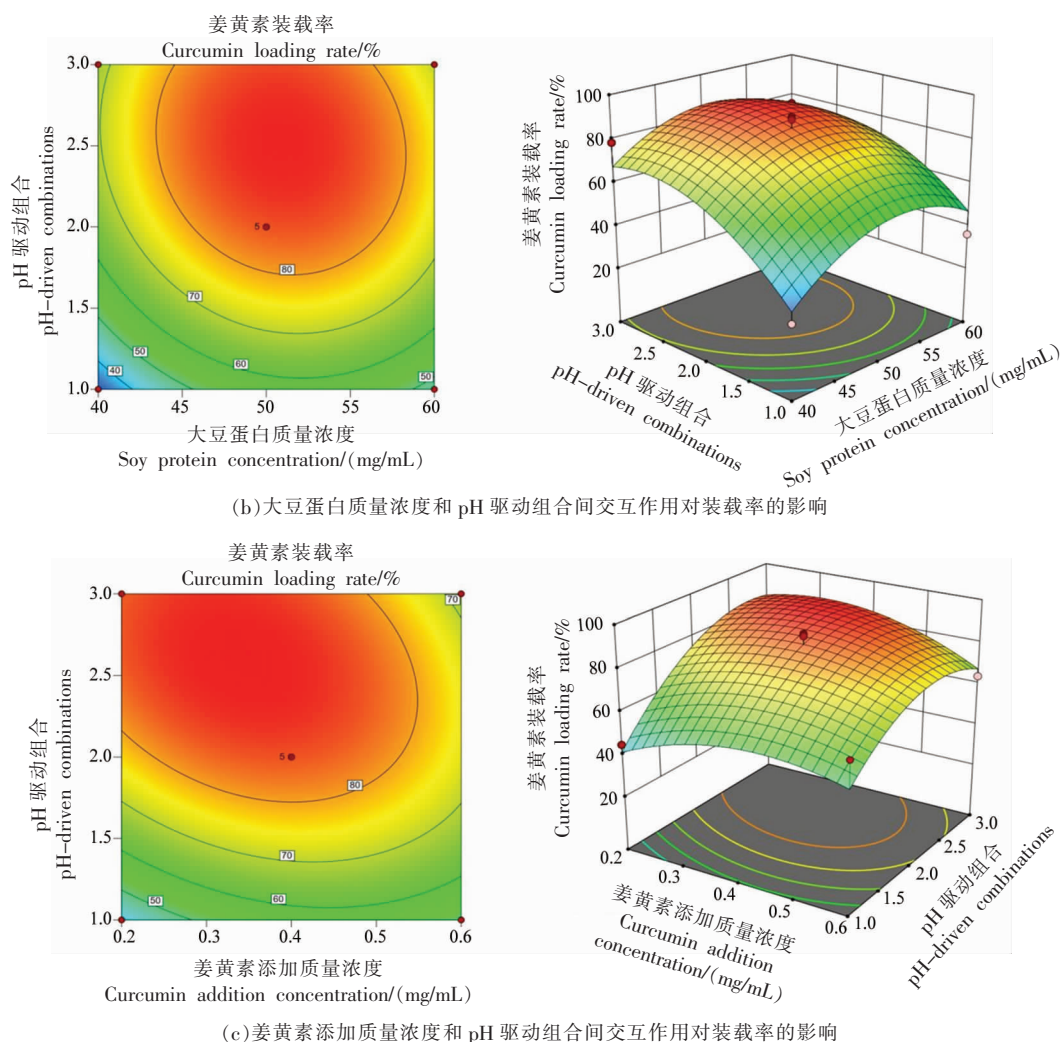 姜黄素装载率
Curcumin loading rate/%
pH 驱动组合
pH-driven combinations
3.0
2.5
2.0
1.5
1.0
5
80
70
60
50
40
50
40
45
50
55
60
大豆蛋白质量浓度
Soy protein concentration/(mg/mL)
姜黄素装载率
Curcumin loading rate/%
100
80
60
40
20
3.0
2.5
2.0
1.5
1.0
pH 驱动组合
pH-driven combinations
40
45
50
55
60
大豆蛋白质量浓度
Soy protein concentration/(mg/mL)
(b)大豆蛋白质量浓度和 pH 驱动组合间交互作用对装载率的影响
姜黄素装载率
Curcumin loading rate/%
pH 驱动组合
pH-driven combinations
3.0
2.5
2.0
1.5
1.0
70
5
80
70
60
50
0.2
0.3
0.4
0.5
0.6
姜黄素添加质量浓度
Curcumin addition concentration/(mg/mL)
姜黄素装载率
Curcumin loading rate/%
100
80
60
40
20
0.2
0.3
0.4
0.5
0.6
姜黄素添加质量浓度
Curcumin addition
concentration/(mg/mL)
1.0
1.5
2.0
2.5
3.0
pH 驱动组合
pH-driven combinations
(c)姜黄素添加质量浓度和 pH 驱动组合间交互作用对装载率的影响